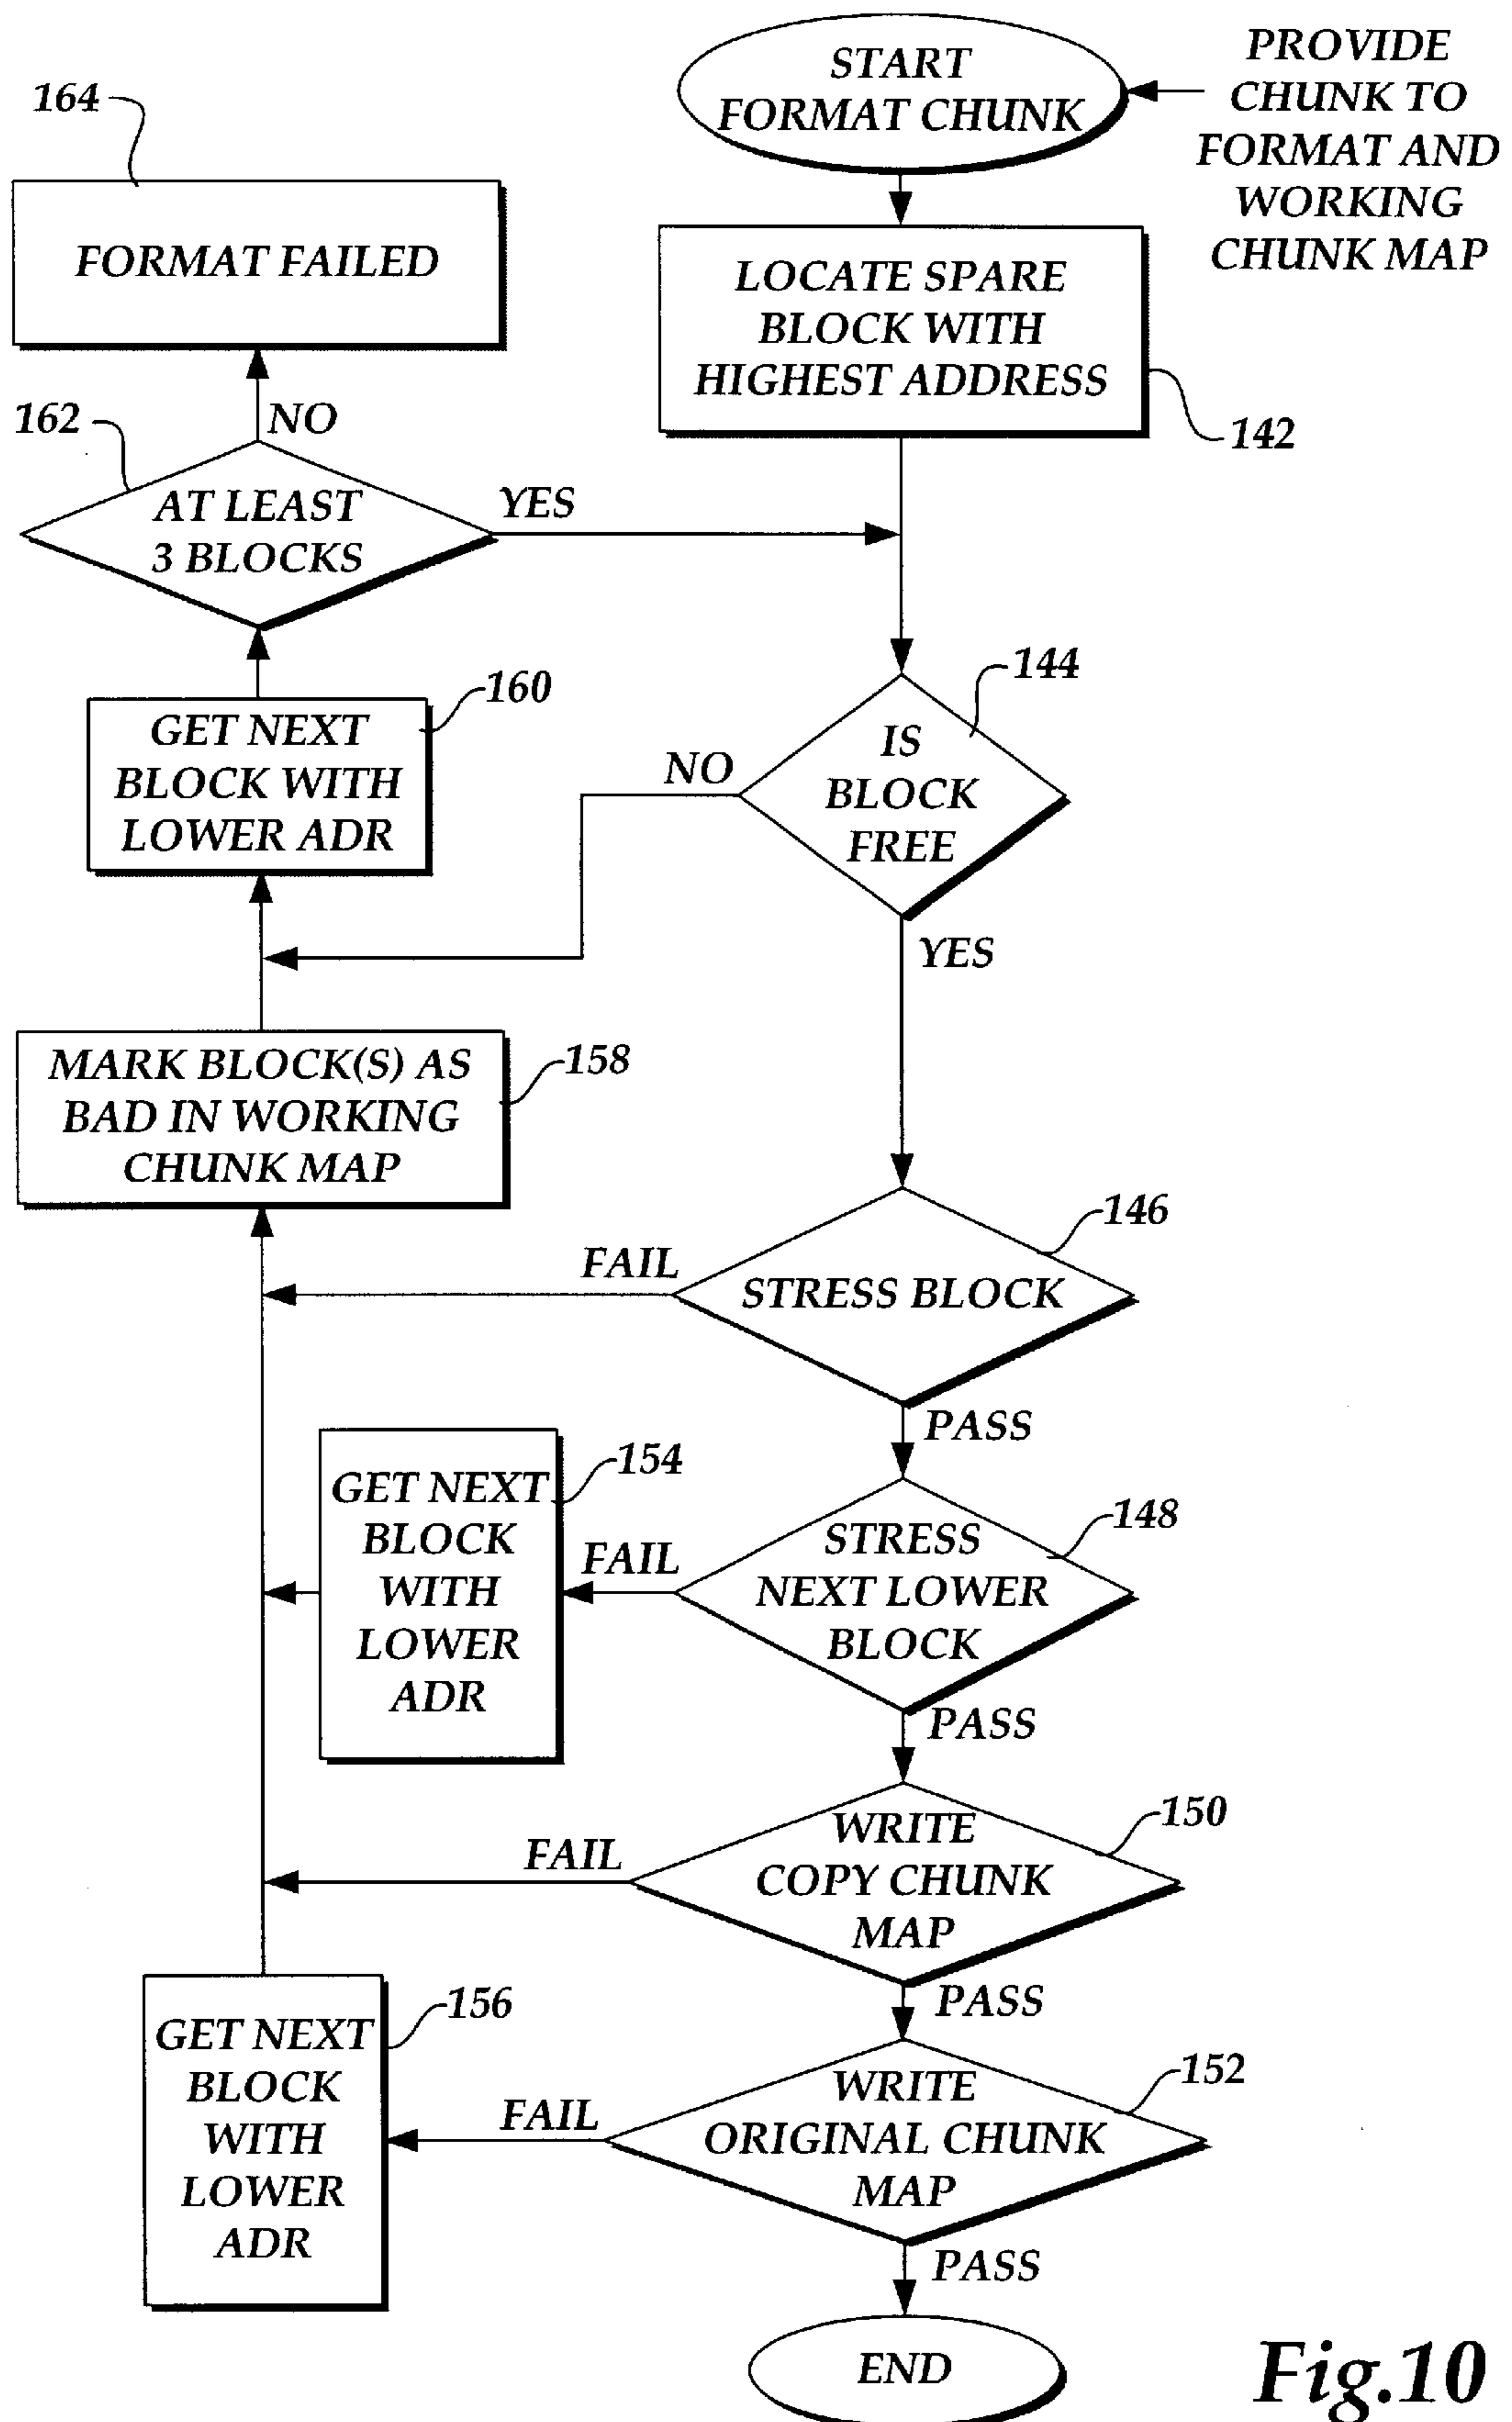 START
FORMAT CHUNK
PROVIDE
CHUNK TO
FORMAT AND
WORKING
CHUNK MAP
164
FORMAT FAILED
LOCATE SPARE
BLOCK WITH
HIGHEST ADDRESS
142
162
NO
AT LEAST
3 BLOCKS
YES
144
IS
BLOCK
FREE
NO
YES
160
GET NEXT
BLOCK WITH
LOWER ADR
MARK BLOCK(S) AS
BAD IN WORKING
CHUNK MAP
158
146
STRESS BLOCK
FAIL
PASS
154
GET NEXT
BLOCK
WITH
LOWER
ADR
FAIL
148
STRESS
NEXT LOWER
BLOCK
PASS
150
WRITE
COPY CHUNK
MAP
FAIL
PASS
156
GET NEXT
BLOCK
WITH
LOWER
ADR
FAIL
152
WRITE
ORIGINAL CHUNK
MAP
PASS
END
Fig.10